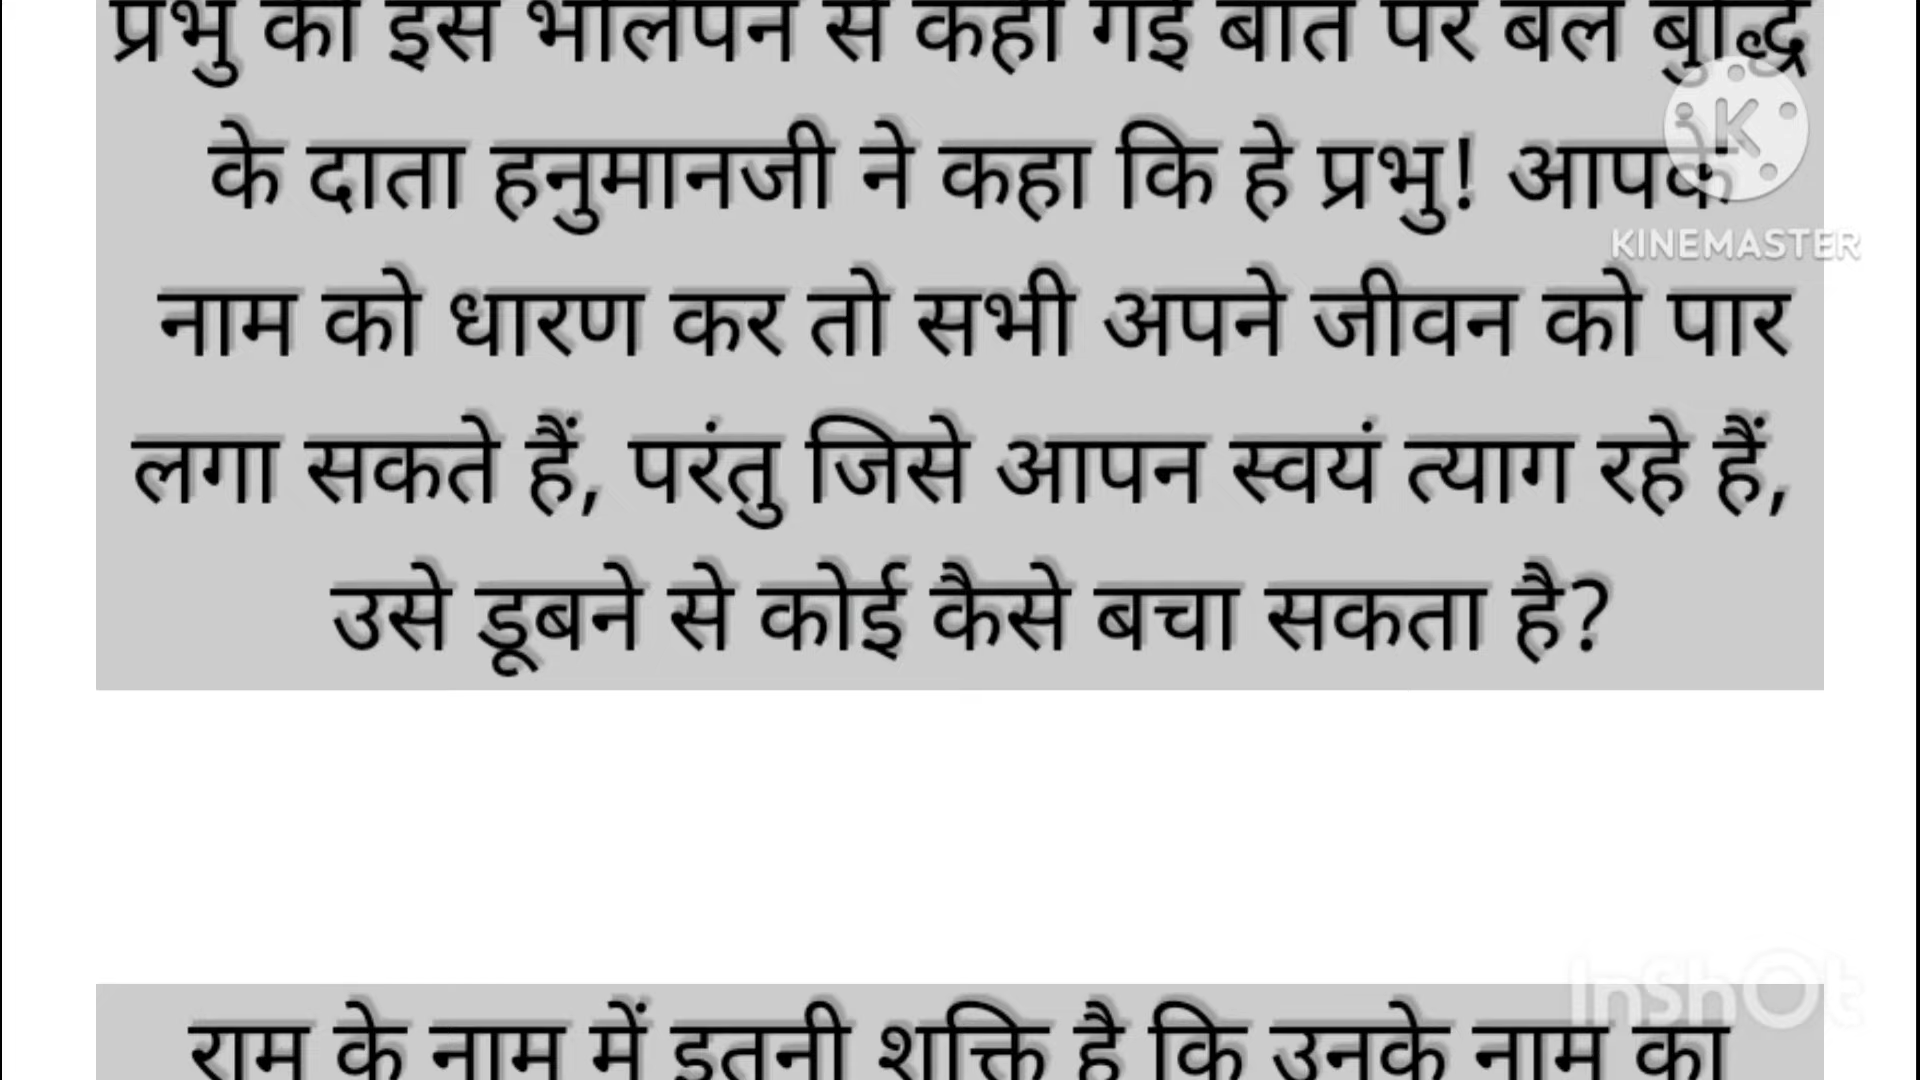 प्रभु की इस भोलेपन से कही गई बात पर बल बुद्धि
के दाता हनुमानजी ने कहा कि हे प्रभु! आपके
KINEMASTER
नाम को धारण कर तो सभी अपने जीवन को पार
लगा सकते हैं, परंतु जिसे आपन स्वयं त्याग रहे हैं,
उसे डूबने से कोई कैसे बचा सकता है?
InShOt
राम के नाम में इतनी शक्ति है कि उनके नाम का